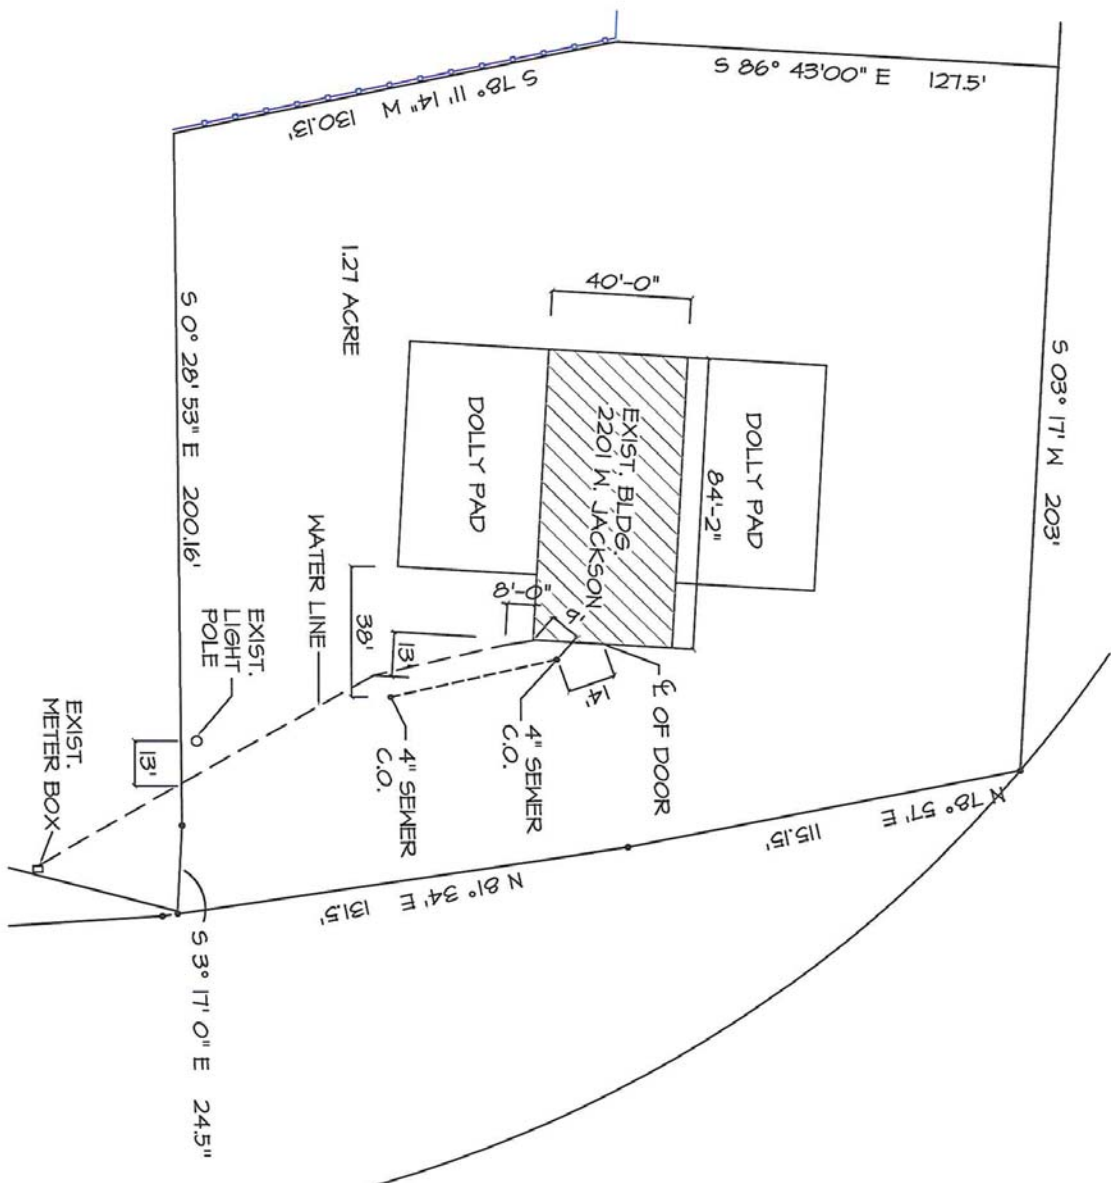 S 86° 43'00" E 127.5'
S 78° 11' 14" W 130.13'
S 03° 17' W 203'
1.27 ACRE
40'-0"
DOLLY PAD
EXIST. BLDG.
2201 W. JACKSON
84'-2"
DOLLY PAD
S 0° 28' 53" E 200.16'
WATER LINE
8'-0"
9'
14'
38'
13'
℄ OF DOOR
4" SEWER
C.O.
4" SEWER
C.O.
EXIST.
LIGHT
POLE
13'
EXIST.
METER BOX
N 78° 57' E 115.15'
N 81° 34' E 131.5'
S 3° 17' 0" E 24.5"